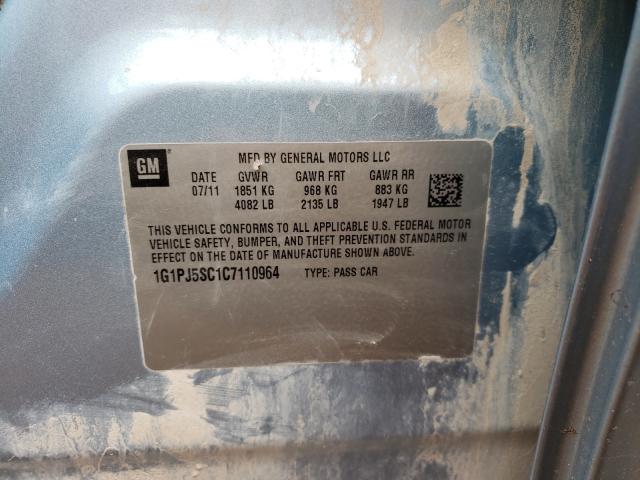 GM
MFD BY GENERAL MOTORS LLC
DATE GVWR GAWR FRT GAWR RR
07/11 1851 KG 968 KG 883 KG
4082 LB 2135 LB 1947 LB
THIS VEHICLE CONFORMS TO ALL APPLICABLE U.S. FEDERAL MOTOR
VEHICLE SAFETY, BUMPER, AND THEFT PREVENTION STANDARDS IN
EFFECT ON THE DATE OF MANUFACTURE SHOWN ABOVE.
1G1PJ5SC1C7110964 TYPE: PASS CAR